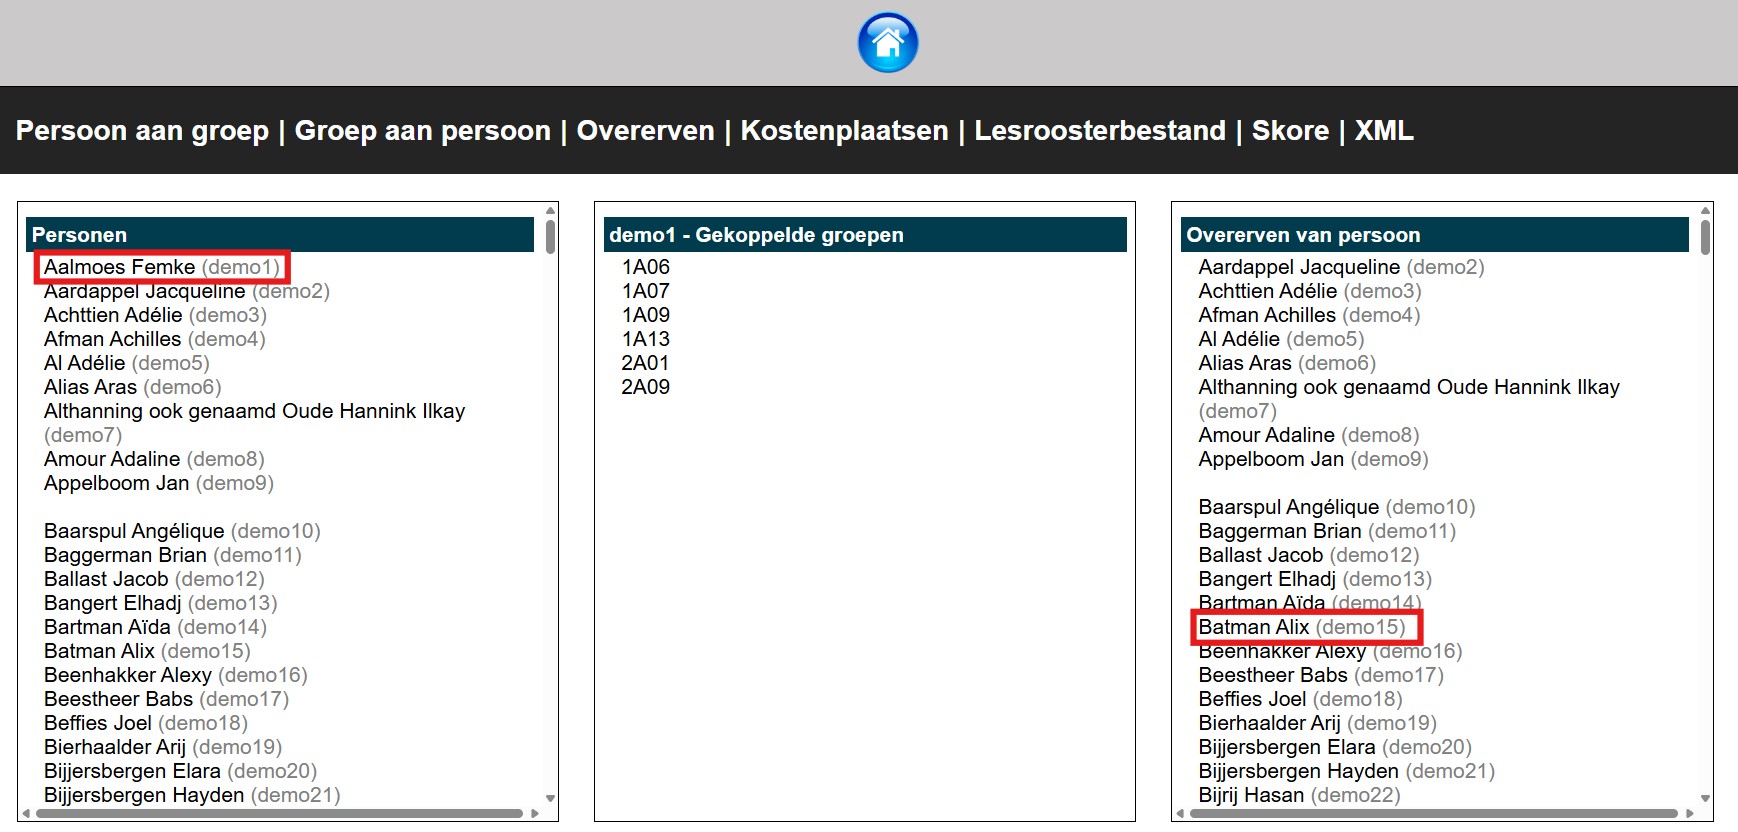 Persoon aan groep | Groep aan persoon | Overerven | Kostenplaatsen | Lesroosterbestand | Skore | XML
Personen
Aalmoes Femke (demo1)
Aardappel Jacqueline (demo2)
Achttien Adélie (demo3)
Afman Achilles (demo4)
Al Adélie (demo5)
Alias Aras (demo6)
Althanning ook genaamd Oude Hannink Ilkay
(demo7)
Amour Adaline (demo8)
Appelboom Jan (demo9)
Baarspul Angélique (demo10)
Baggerman Brian (demo11)
Ballast Jacob (demo12)
Bangert Elhadj (demo13)
Bartman Aïda (demo14)
Batman Alix (demo15)
Beenhakker Alexy (demo16)
Beestheer Babs (demo17)
Beffies Joel (demo18)
Bierhaalder Arij (demo19)
Bijjersbergen Elara (demo20)
Bijjersbergen Hayden (demo21)
demo1 - Gekoppelde groepen
1A06
1A07
1A09
1A13
2A01
2A09
Overerven van persoon
Aardappel Jacqueline (demo2)
Achttien Adélie (demo3)
Afman Achilles (demo4)
Al Adélie (demo5)
Alias Aras (demo6)
Althanning ook genaamd Oude Hannink Ilkay
(demo7)
Amour Adaline (demo8)
Appelboom Jan (demo9)
Baarspul Angélique (demo10)
Baggerman Brian (demo11)
Ballast Jacob (demo12)
Bangert Elhadj (demo13)
Bartman Aïda (demo14)
Batman Alix (demo15)
Beenhakker Alexy (demo16)
Beestheer Babs (demo17)
Beffies Joel (demo18)
Bierhaalder Arij (demo19)
Bijjersbergen Elara (demo20)
Bijjersbergen Hayden (demo21)
Bijrij Hasan (demo22)